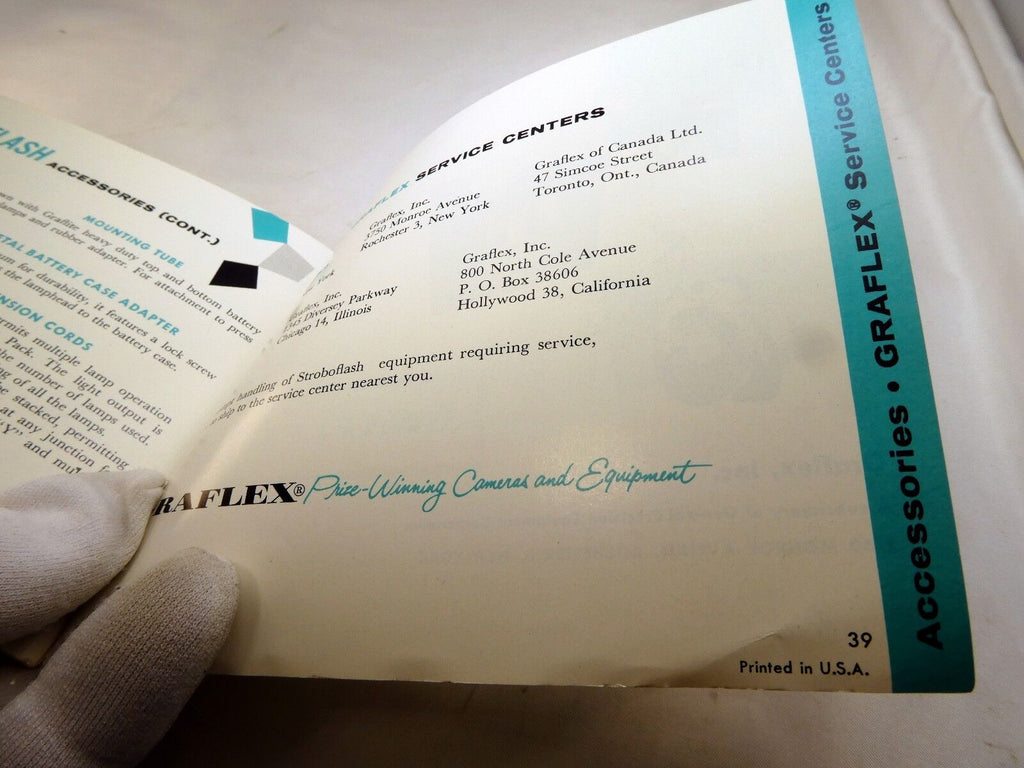 FLASH ACCESSORIES (CONT.)
MOUNTING TUBE
with Graflite heavy duty top and bottom battery
lamps and rubber adapter. For attachment to press
BATTERY CASE ADAPTER
for durability, it features a lock screw
the lamphead to the battery case.
CORDS
multiple lamp operation
Pack. The light output is
number of lamps used.
of all the lamps.
stacked, permitting
at any junction
"Y" and
GRAFLEX SERVICE CENTERS
Graflex, Inc.
3750 Monroe Avenue
Rochester 3, New York
Graflex of Canada Ltd.
47 Simcoe Street
Toronto, Ont., Canada
Graflex, Inc.
Diversey Parkway
Chicago 14, Illinois
Graflex, Inc.
800 North Cole Avenue
P. O. Box 38606
Hollywood 38, California
handling of Stroboflash equipment requiring service,
ship to the service center nearest you.
GRAFLEX® Prize-Winning Cameras and Equipment
39
Printed in U.S.A.
Accessories • GRAFLEX® Service Centers